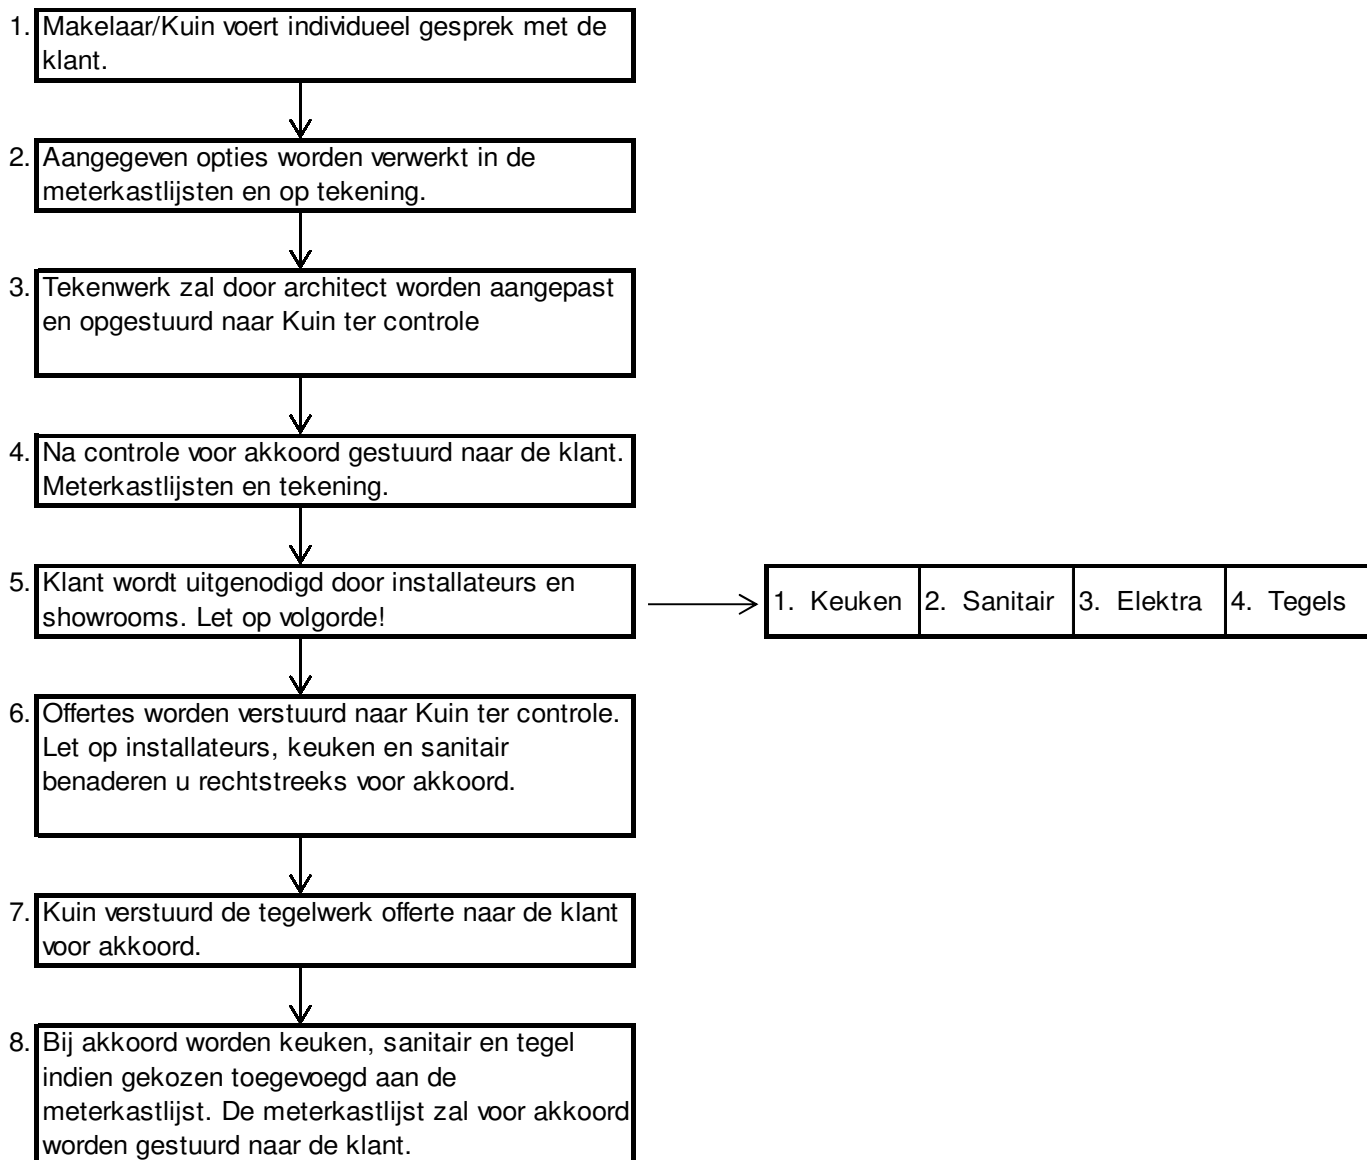 1. Makelaar/Kuin voert individueel gesprek met de
klant.
2. Aangegeven opties worden verwerkt in de
meterkastlijsten en op tekening.
3. Tekenwerk zal door architect worden aangepast
en opgestuurd naar Kuin ter controle
4. Na controle voor akkoord gestuurd naar de klant.
Meterkastlijsten en tekening.
5. Klant wordt uitgenodigd door installateurs en
showrooms. Let op volgorde!
1. Keuken 2. Sanitair 3. Elektra 4. Tegels
6. Offertes worden verstuurd naar Kuin ter controle.
Let op installateurs, keuken en sanitair
benaderen u rechtstreeks voor akkoord.
7. Kuin verstuurd de tegelwerk offerte naar de klant
voor akkoord.
8. Bij akkoord worden keuken, sanitair en tegel
indien gekozen toegevoegd aan de
meterkastlijst. De meterkastlijst zal voor akkoord
worden gestuurd naar de klant.